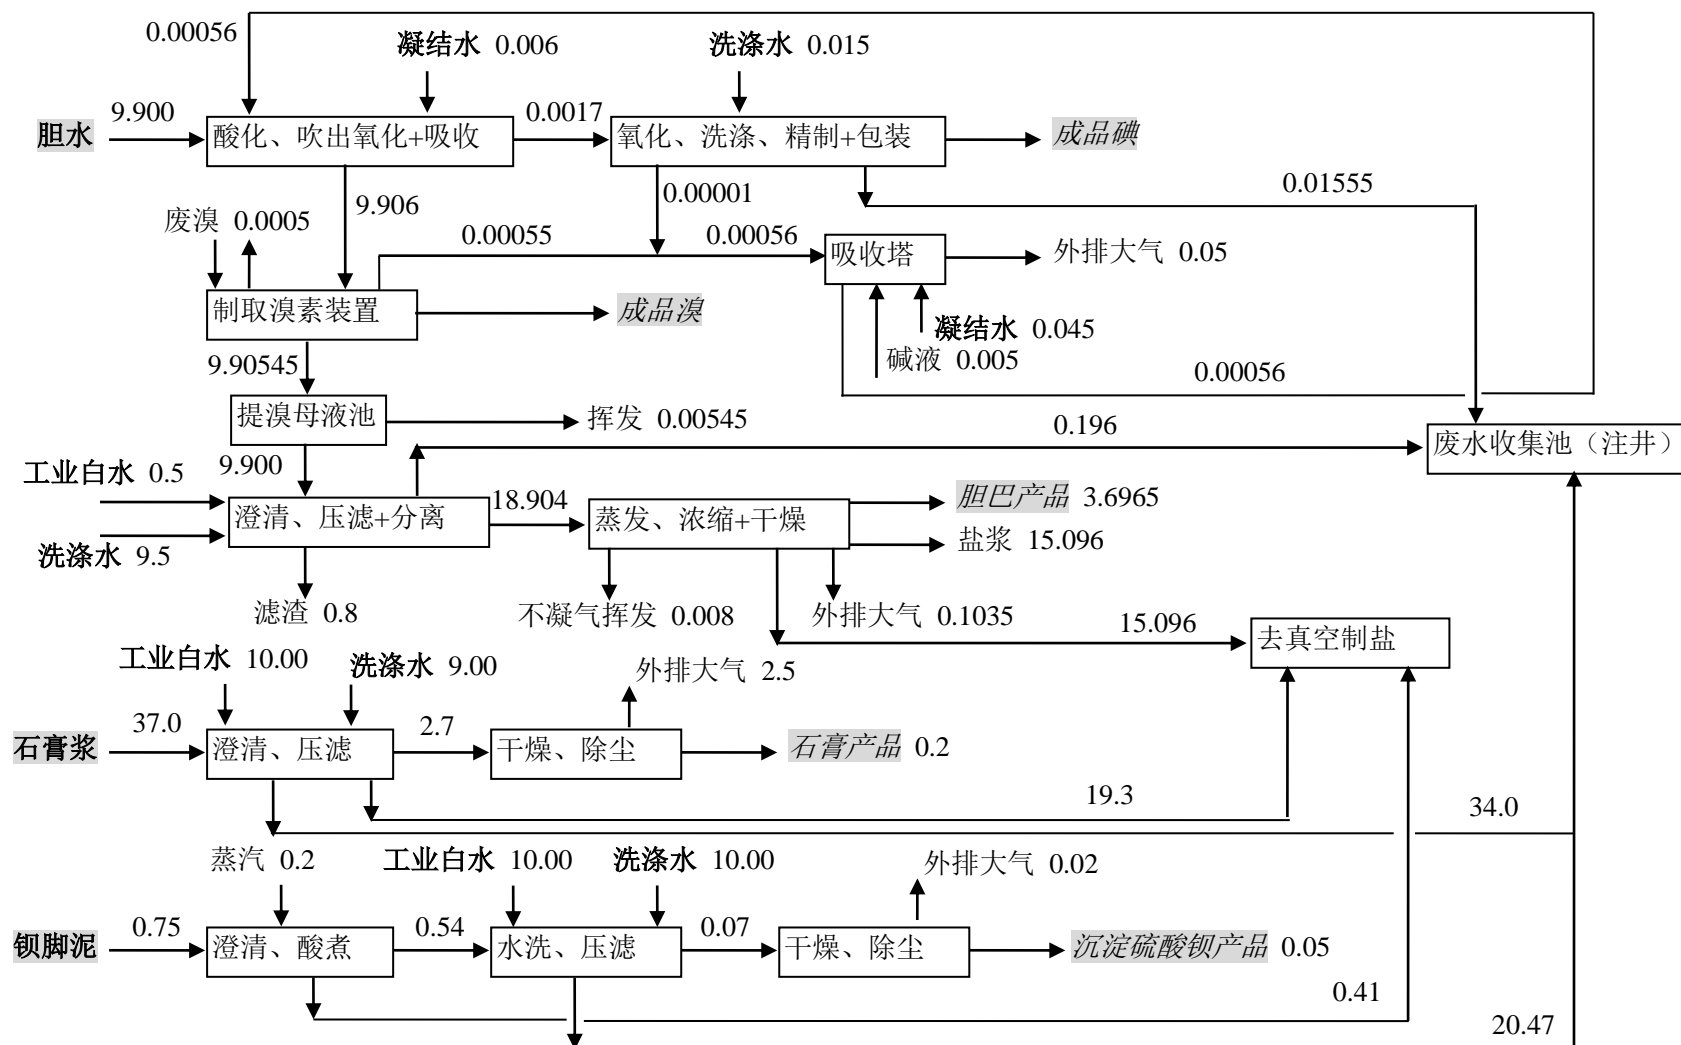 0.00056
凝结水 0.006
洗涤水 0.015
9.900
0.0017
胆水
酸化、吹出氧化+吸收
氧化、洗涤、精制+包装
成品碘
0.00001
0.01555
9.906
废溴 0.0005
0.00055
0.00056
吸收塔
外排大气 0.05
制取溴素装置
成品溴
凝结水 0.045
碱液 0.005
9.90545
0.00056
提溴母液池
挥发 0.00545
0.196
废水收集池（注井）
9.900
工业白水 0.5
18.904
胆巴产品 3.6965
澄清、压滤+分离
蒸发、浓缩+干燥
盐浆 15.096
洗涤水 9.5
滤渣 0.8
不凝气挥发 0.008
外排大气 0.1035
15.096
去真空制盐
工业白水 10.00
洗涤水 9.00
外排大气 2.5
37.0
2.7
石膏浆
澄清、压滤
干燥、除尘
石膏产品 0.2
19.3
34.0
蒸汽 0.2
工业白水 10.00
洗涤水 10.00
外排大气 0.02
0.75
0.54
0.07
钡脚泥
澄清、酸煮
水洗、压滤
干燥、除尘
沉淀硫酸钡产品 0.05
0.41
20.47